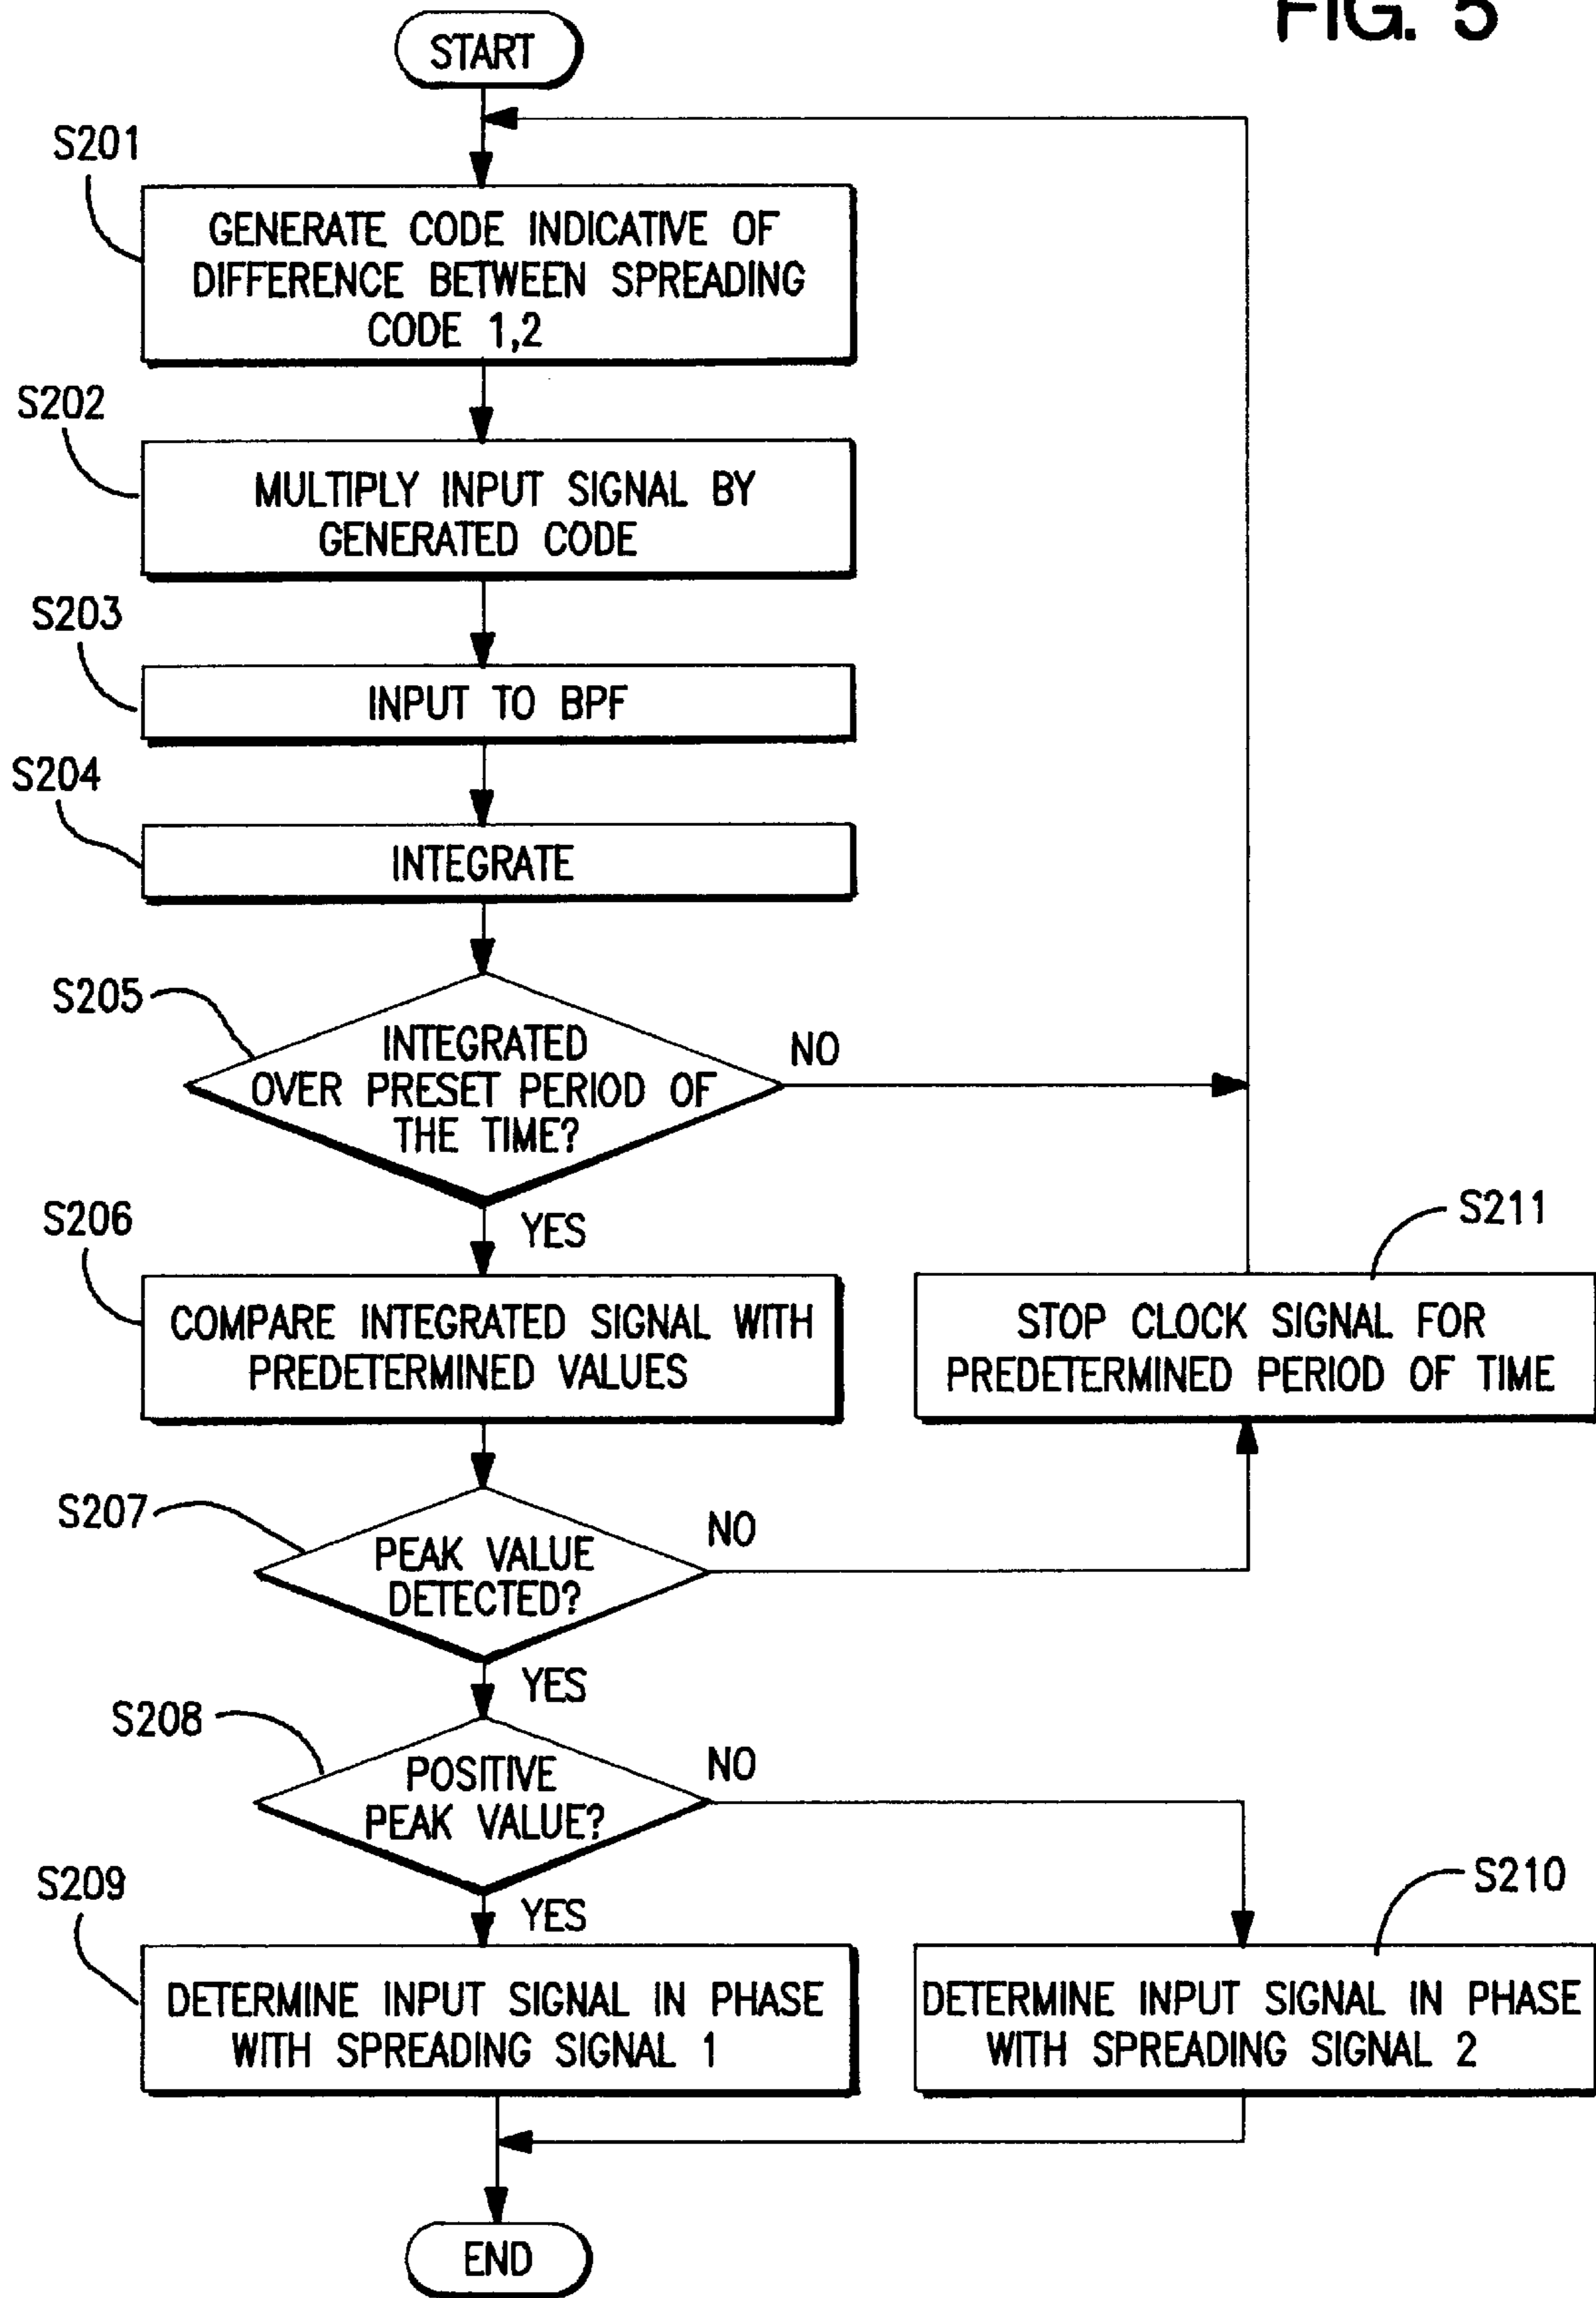 FIG. 5
START
S201
GENERATE CODE INDICATIVE OF
DIFFERENCE BETWEEN SPREADING
CODE 1,2
S202
MULTIPLY INPUT SIGNAL BY
GENERATED CODE
S203
INPUT TO BPF
S204
INTEGRATE
S205
INTEGRATED
OVER PRESET PERIOD OF
THE TIME?
NO
YES
S206
COMPARE INTEGRATED SIGNAL WITH
PREDETERMINED VALUES
S211
STOP CLOCK SIGNAL FOR
PREDETERMINED PERIOD OF TIME
S207
PEAK VALUE
DETECTED?
NO
YES
S208
POSITIVE
PEAK VALUE?
NO
YES
S209
DETERMINE INPUT SIGNAL IN PHASE
WITH SPREADING SIGNAL 1
S210
DETERMINE INPUT SIGNAL IN PHASE
WITH SPREADING SIGNAL 2
END